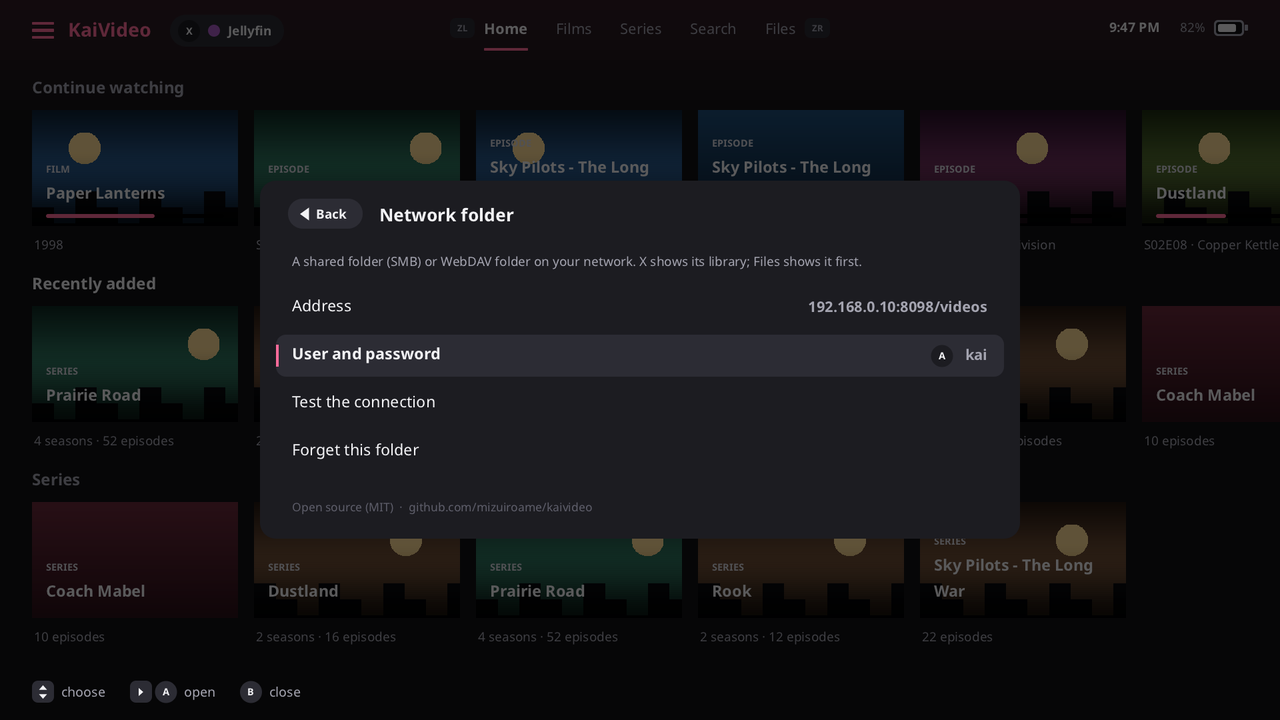 KaiVideo
X Jellyfin
ZL Home Films Series Search Files ZR
9:47 PM 82%
Continue watching
FILM
Paper Lanterns
1998
EPISODE
EPISODE
Sky Pilots - The Long
EPISODE
Sky Pilots - The Long
EPISODE
EPISODE
Dustland
S02E08 · Copper Kettle
Back Network folder
A shared folder (SMB) or WebDAV folder on your network. X shows its library; Files shows it first.
Address 192.168.0.10:8098/videos
User and password A kai
Test the connection
Forget this folder
Open source (MIT) · github.com/mizuiroame/kaivideo
Recently added
SERIES
Prairie Road
4 seasons · 52 episodes
SERIES
Coach Mabel
10 episodes
Series
SERIES
Coach Mabel
10 episodes
SERIES
Dustland
2 seasons · 16 episodes
SERIES
Prairie Road
4 seasons · 52 episodes
SERIES
Rook
2 seasons · 12 episodes
SERIES
Sky Pilots - The Long
War
22 episodes
choose A open B close